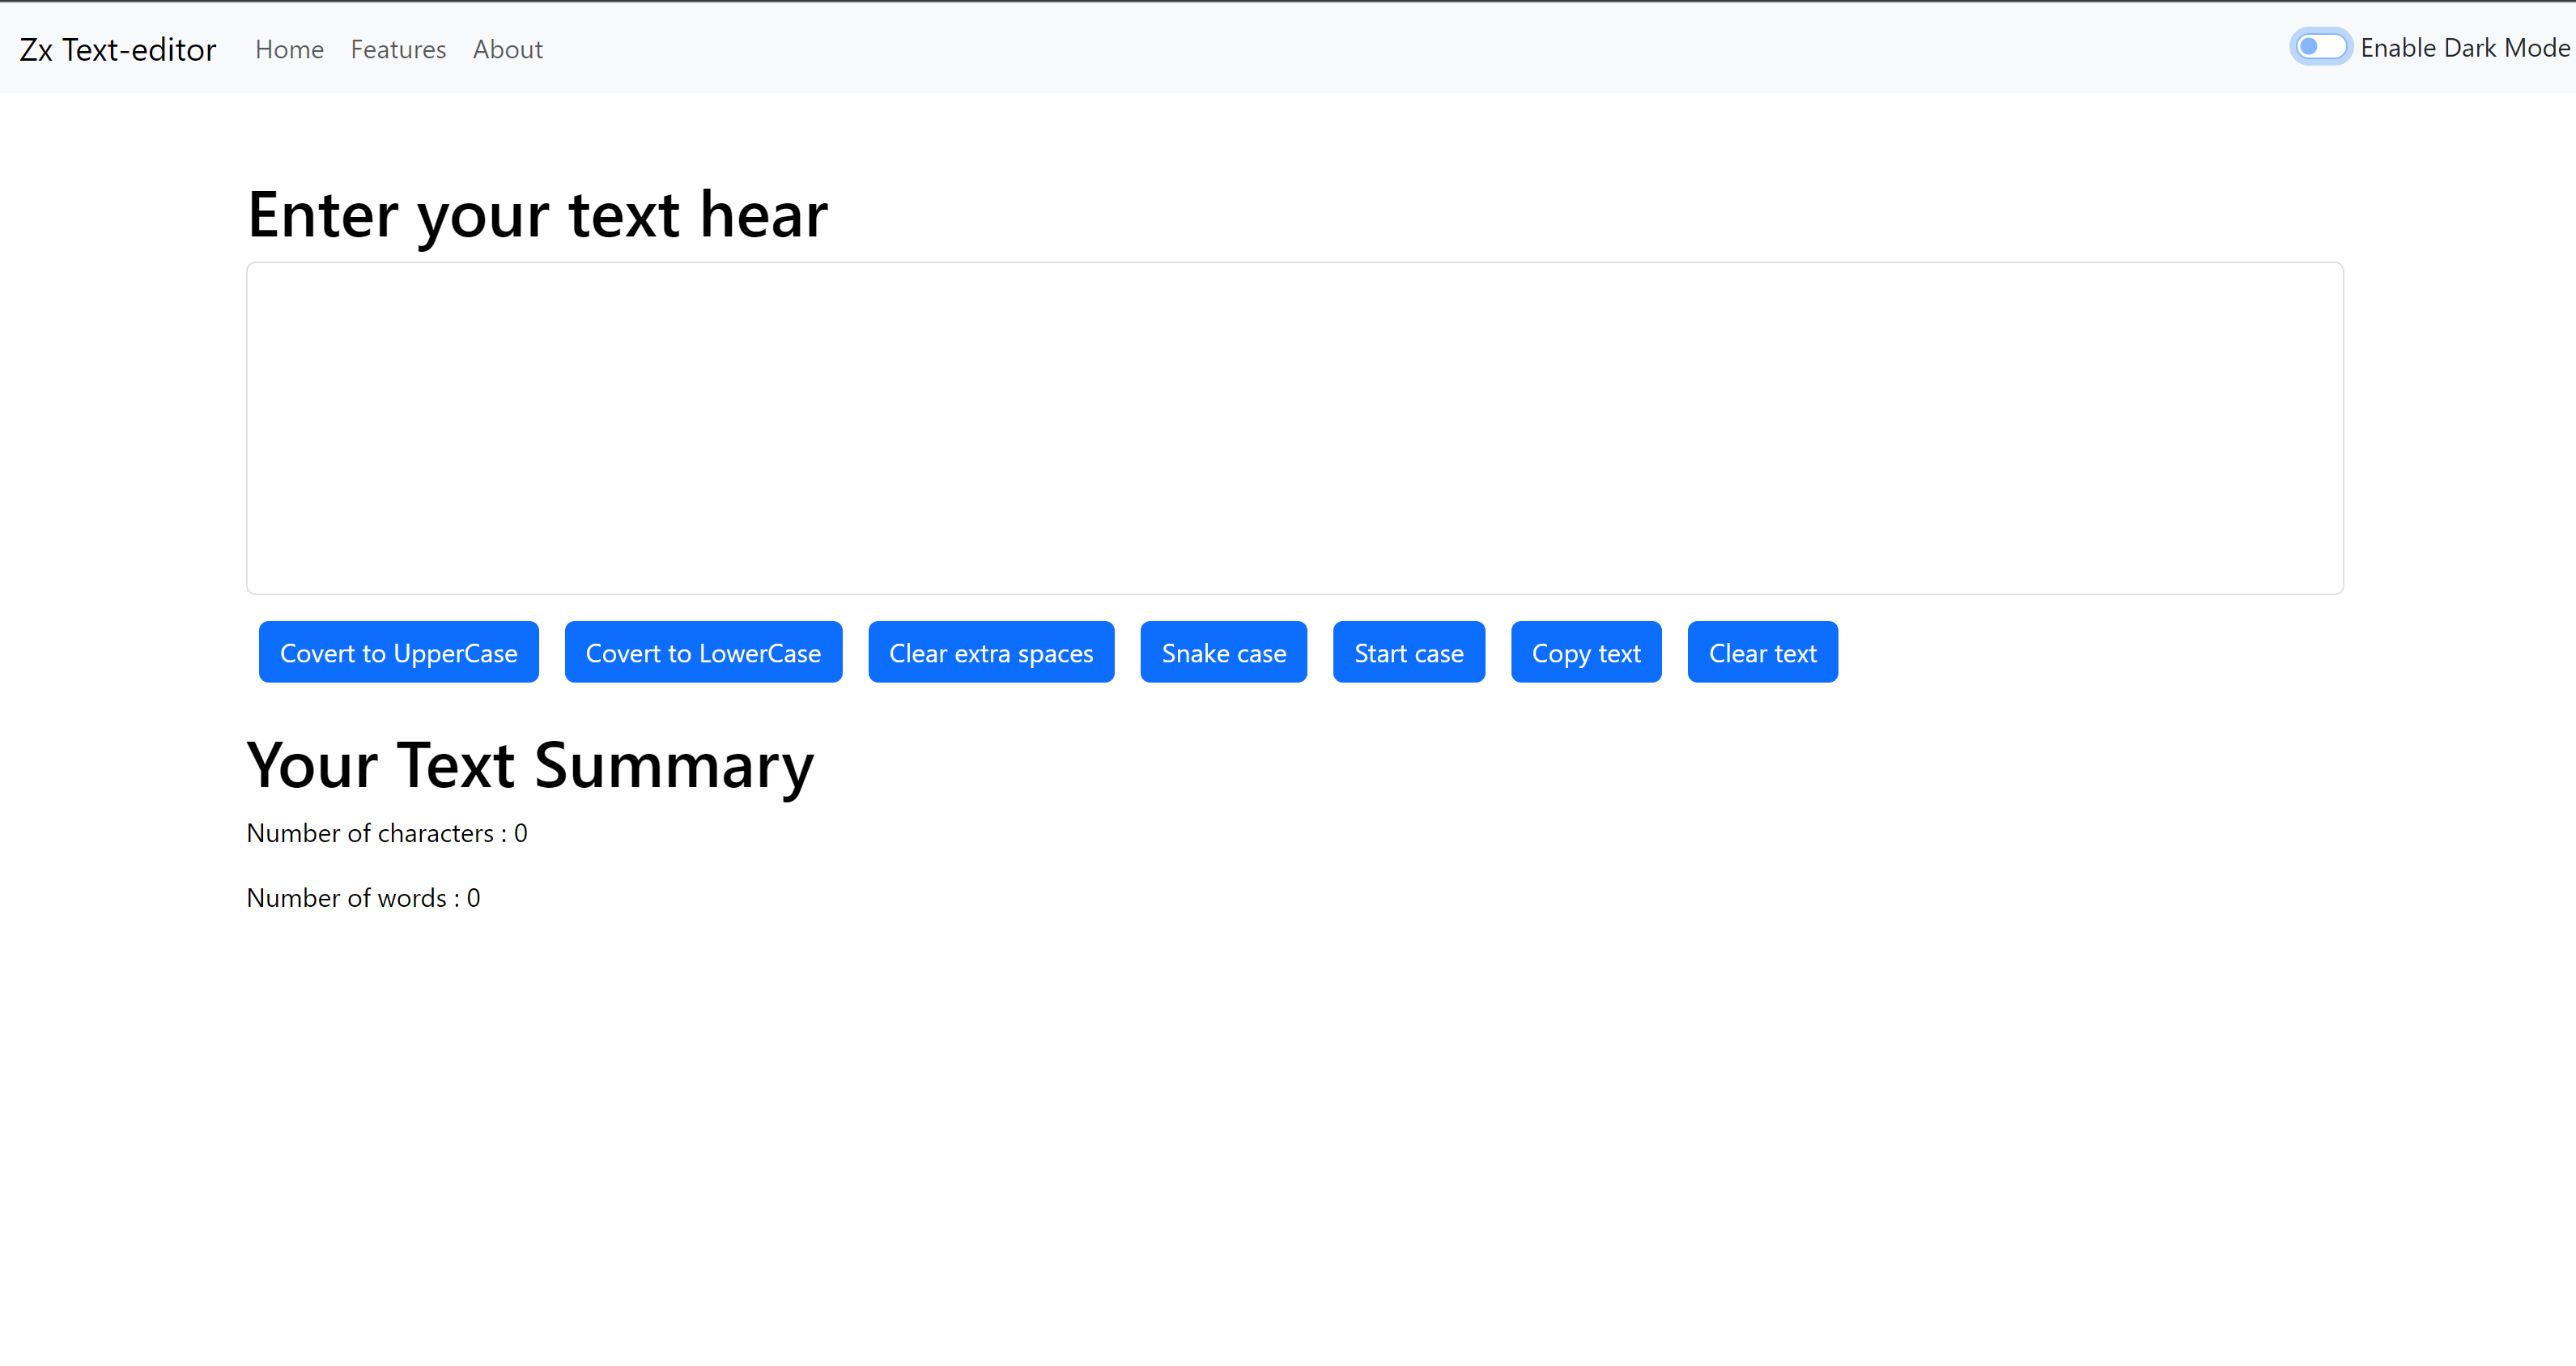 Zx Text-editor Home Features About Enable Dark Mode
Enter your text hear
Covert to UpperCase Covert to LowerCase Clear extra spaces Snake case Start case Copy text Clear text
Your Text Summary
Number of characters : 0
Number of words : 0